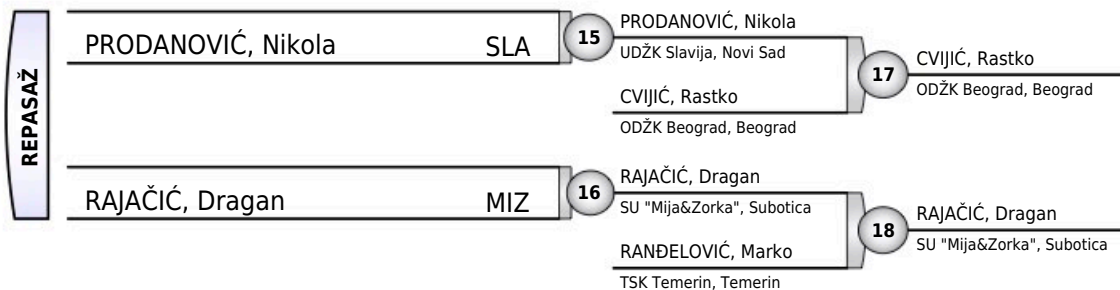 REPASAŽ
PRODANOVIĆ, Nikola SLA
15
PRODANOVIĆ, Nikola
UDŽK Slavija, Novi Sad
CVIJIĆ, Rastko
ODŽK Beograd, Beograd
17
CVIJIĆ, Rastko
ODŽK Beograd, Beograd
RAJAČIĆ, Dragan MIZ
16
RAJAČIĆ, Dragan
SU "Mija&Zorka", Subotica
RANĐELOVIĆ, Marko
TSK Temerin, Temerin
18
RAJAČIĆ, Dragan
SU "Mija&Zorka", Subotica